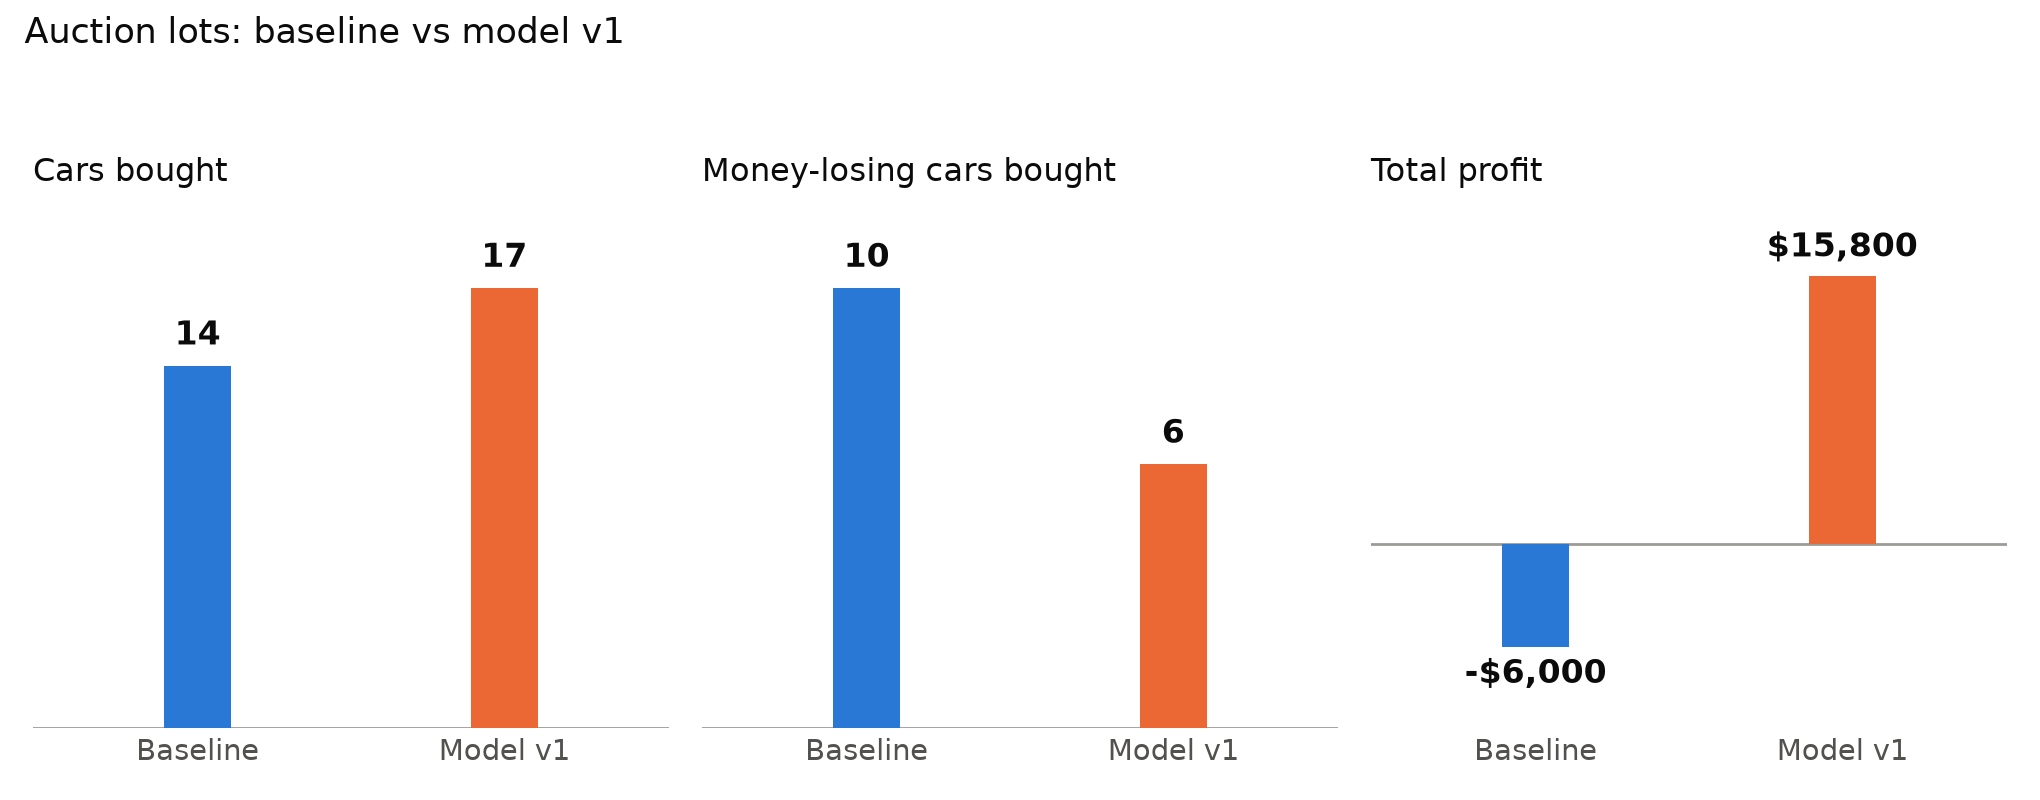 Auction lots: baseline vs model v1
Cars bought
14
17
Baseline
Model v1
Money-losing cars bought
10
6
Baseline
Model v1
Total profit
$15,800
-$6,000
Baseline
Model v1